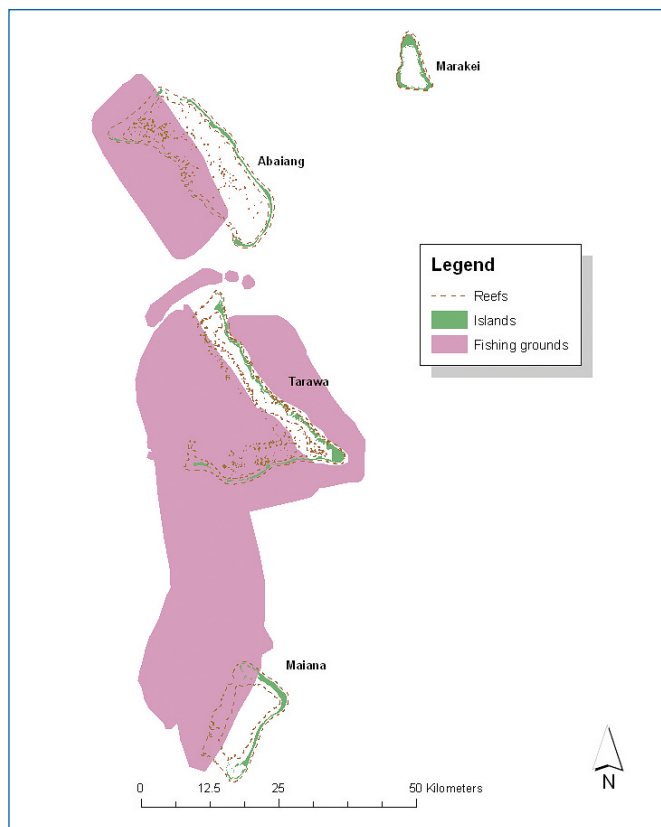 Marakei
Abaiang
Legend
Reefs
Islands
Fishing grounds
Tarawa
Maiana
N
0 12.5 25 50 Kilometers